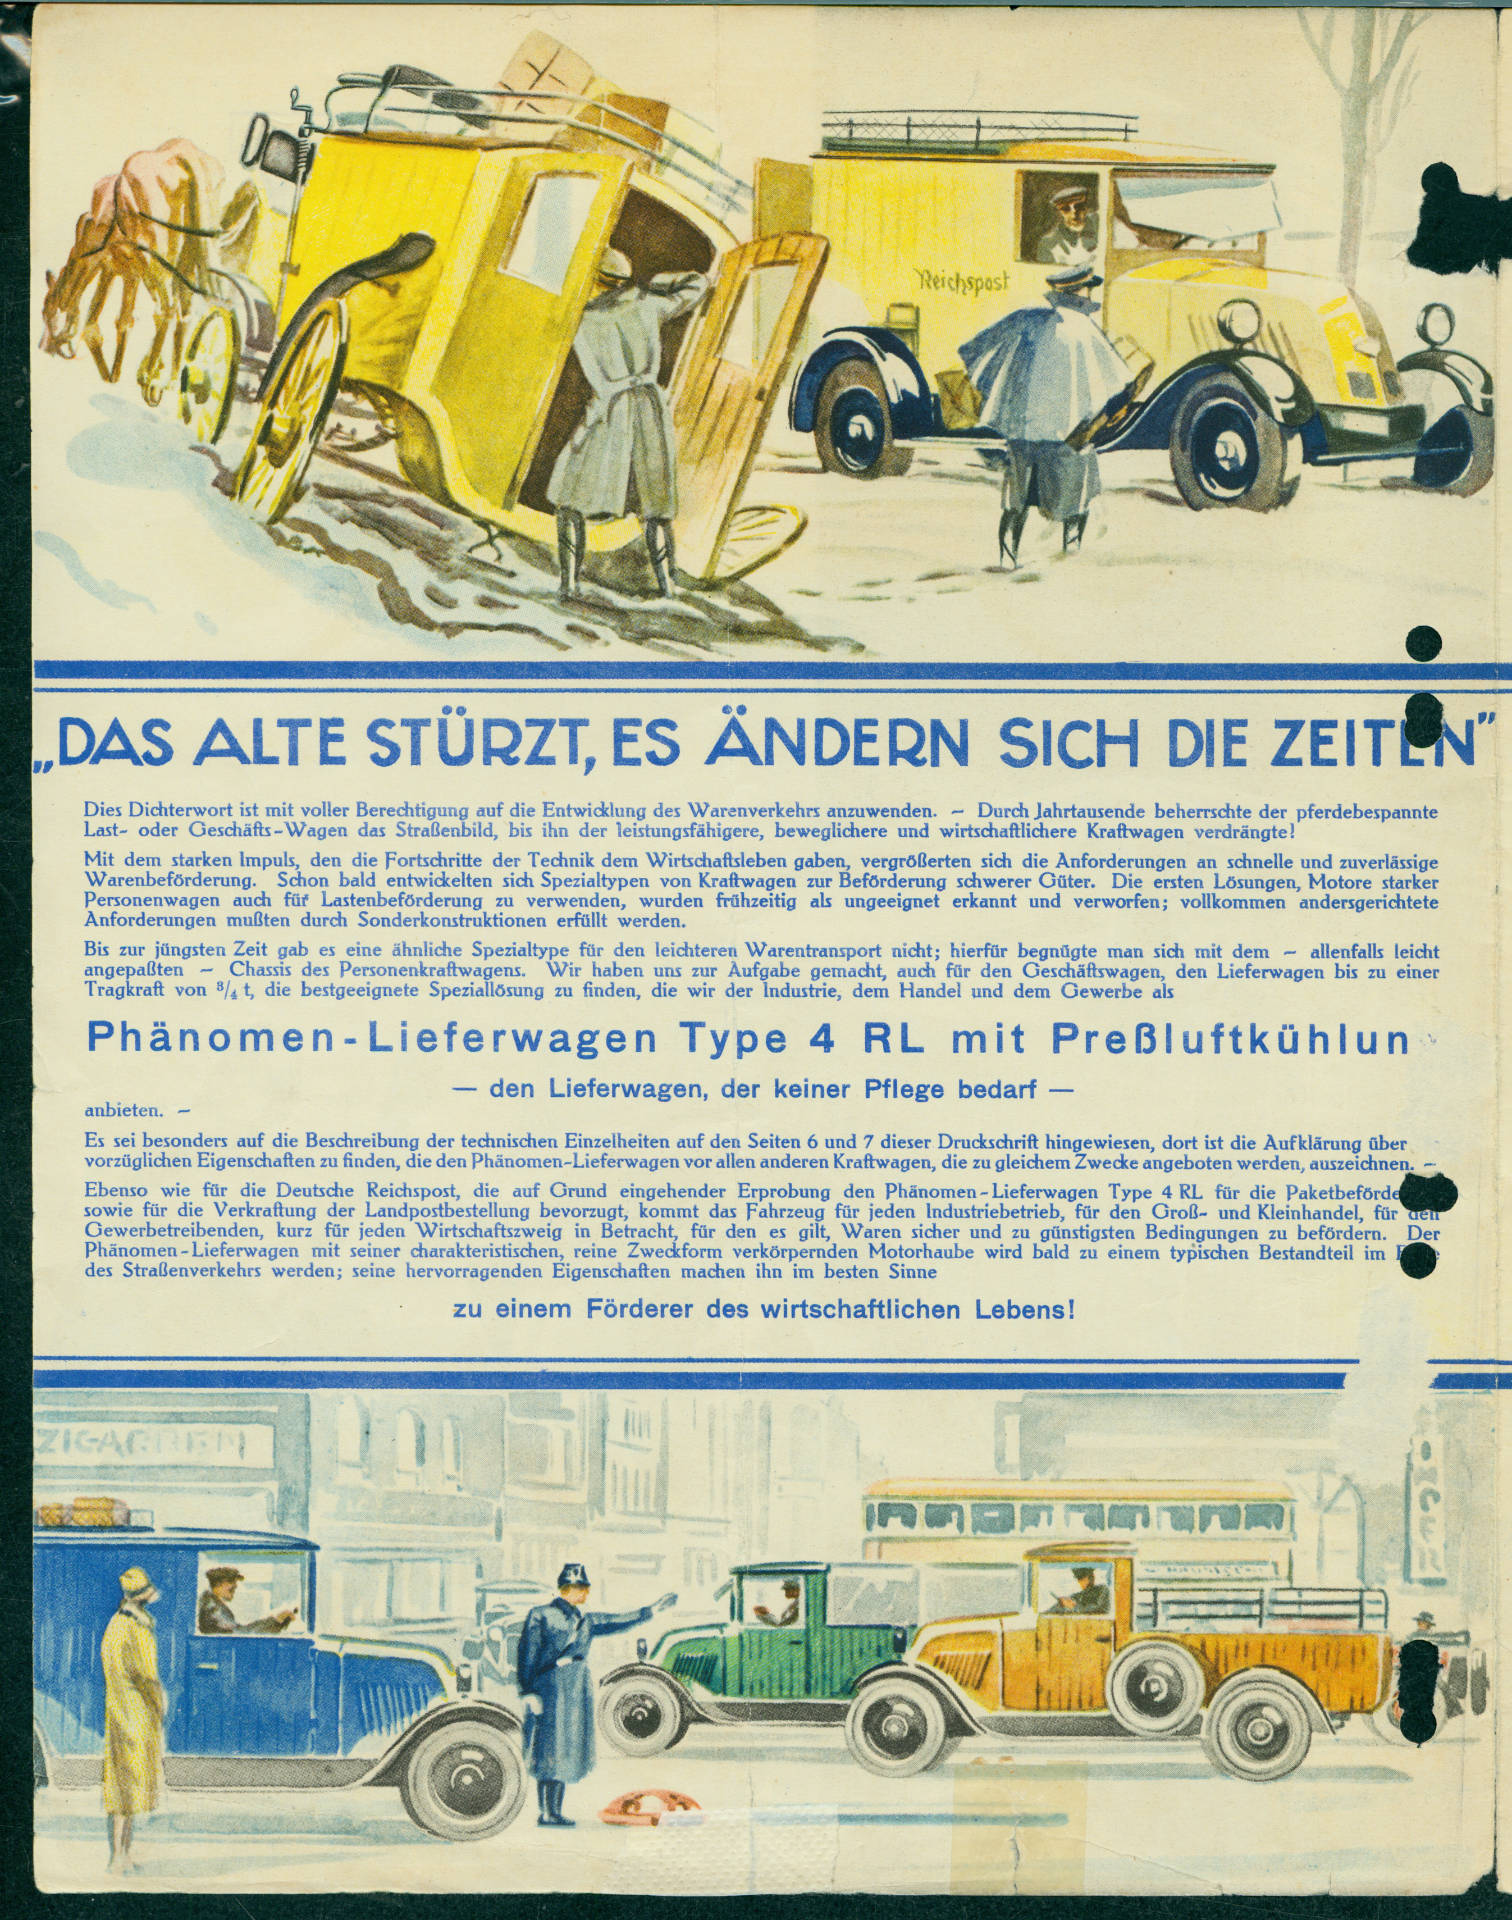 Reichspost
„DAS ALTE STÜRZT, ES ÄNDERN SICH DIE ZEITEN"
Dies Dichterwort ist mit voller Berechtigung auf die Entwicklung des Warenverkehrs anzuwenden. — Durch Jahrtausende beherrschte der pferdebespannte
Last- oder Geschäfts-Wagen das Straßenbild, bis ihn der leistungsfähigere, beweglichere und wirtschaftlichere Kraftwagen verdrängte!
Mit dem starken Impuls, den die Fortschritte der Technik dem Wirtschaftsleben gaben, vergrößerten sich die Anforderungen an schnelle und zuverlässige
Warenbeförderung. Schon bald entwickelten sich Spezialtypen von Kraftwagen zur Beförderung schwerer Güter. Die ersten Lösungen, Motore starker
Personenwagen auch für Lastenbeförderung zu verwenden, wurden frühzeitig als ungeeignet erkannt und verworfen; vollkommen andersgerichtete
Anforderungen mußten durch Sonderkonstruktionen erfüllt werden.
Bis zur jüngsten Zeit gab es eine ähnliche Spezialtype für den leichteren Warentransport nicht; hierfür begnügte man sich mit dem — allenfalls leicht
angepaßten — Chassis des Personenkraftwagens. Wir haben uns zur Aufgabe gemacht, auch für den Geschäftswagen, den Lieferwagen bis zu einer
Tragkraft von 3/4 t, die bestgeeignete Speziallösung zu finden, die wir der Industrie, dem Handel und dem Gewerbe als
Phänomen-Lieferwagen Type 4 RL mit Preßluftkühlun
— den Lieferwagen, der keiner Pflege bedarf —
anbieten. —
Es sei besonders auf die Beschreibung der technischen Einzelheiten auf den Seiten 6 und 7 dieser Druckschrift hingewiesen, dort ist die Aufklärung über
vorzüglichen Eigenschaften zu finden, die den Phänomen-Lieferwagen vor allen anderen Kraftwagen, die zu gleichem Zwecke angeboten werden, auszeichnen. —
Ebenso wie für die Deutsche Reichspost, die auf Grund eingehender Erprobung den Phänomen-Lieferwagen Type 4 RL für die Paketbeförde
sowie für die Verkraftung der Landpostbestellung bevorzugt, kommt das Fahrzeug für jeden Industriebetrieb, für den Groß- und Kleinhandel, für den
Gewerbetreibenden, kurz für jeden Wirtschaftszweig in Betracht, für den es gilt, Waren sicher und zu günstigsten Bedingungen zu befördern. Der
Phänomen-Lieferwagen mit seiner charakteristischen, reine Zweckform verkörpernden Motorhaube wird bald zu einem typischen Bestandteil im
des Straßenverkehrs werden; seine hervorragenden Eigenschaften machen ihn im besten Sinne
zu einem Förderer des wirtschaftlichen Lebens!
ZIGARREN